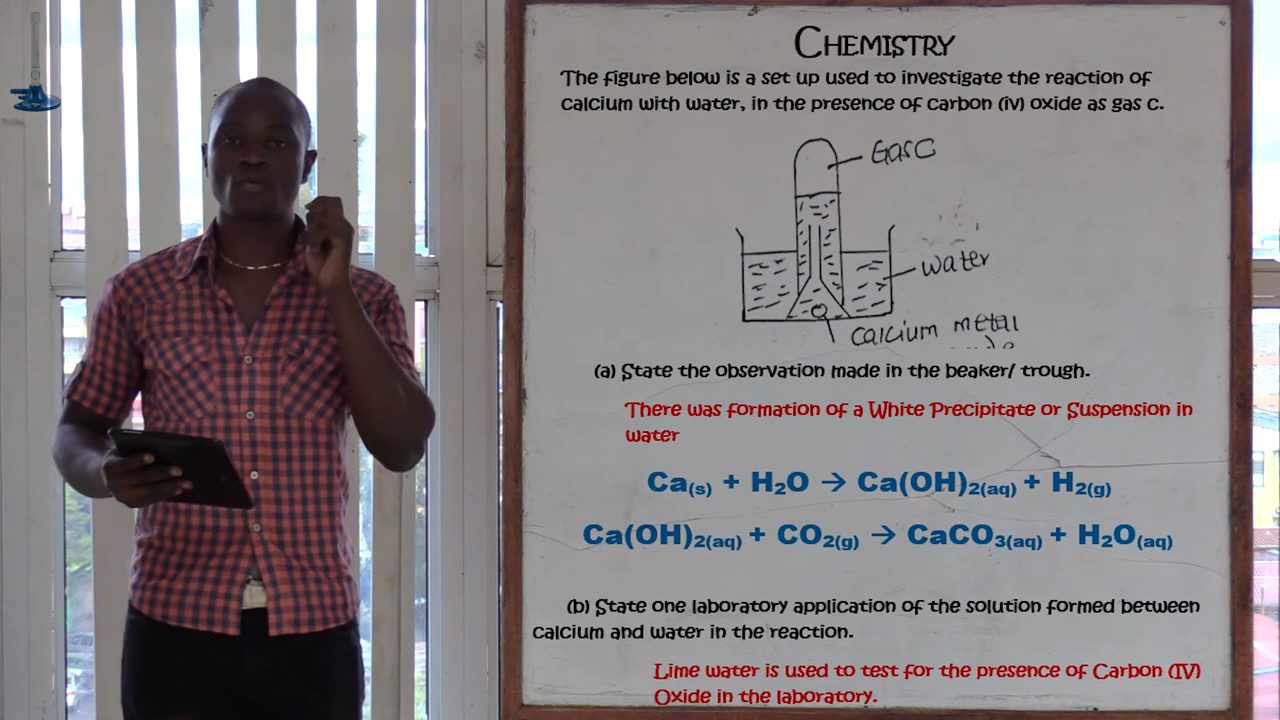 Chemistry
The figure below is a set up used to investigate the reaction of
calcium with water, in the presence of carbon (iv) oxide as gas c.
Gas C
water
calcium metal
(a) State the observation made in the beaker/ trough.
There was formation of a White Precipitate or Suspension in
water
Ca(s) + H₂O → Ca(OH)₂(aq) + H₂(g)
Ca(OH)₂(aq) + CO₂(g) → CaCO₃(aq) + H₂O(aq)
(b) State one laboratory application of the solution formed between
calcium and water in the reaction.
Lime water is used to test for the presence of Carbon (IV)
Oxide in the laboratory.